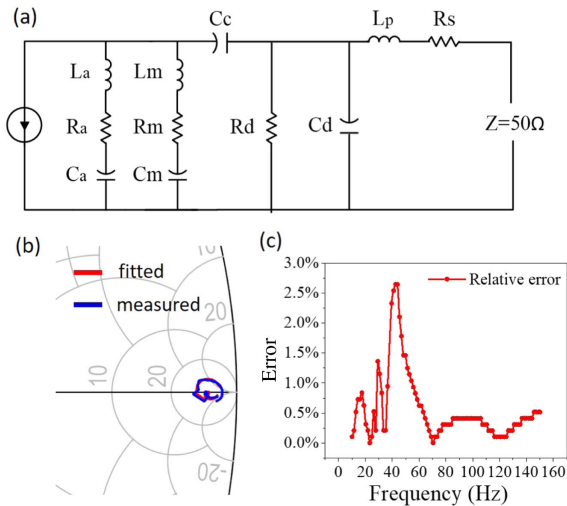 (a)
Cc
Lp
Rs
La
Lm
Ra
Rm
Rd
Cd
Z=50Ω
Ca
Cm
(b)
fitted
measured
10
20
10
20
-20
(c)
Relative error
Error
3.0%
2.5%
2.0%
1.5%
1.0%
0.5%
0.0%
0 20 40 60 80 100 120 140 160
Frequency (Hz)